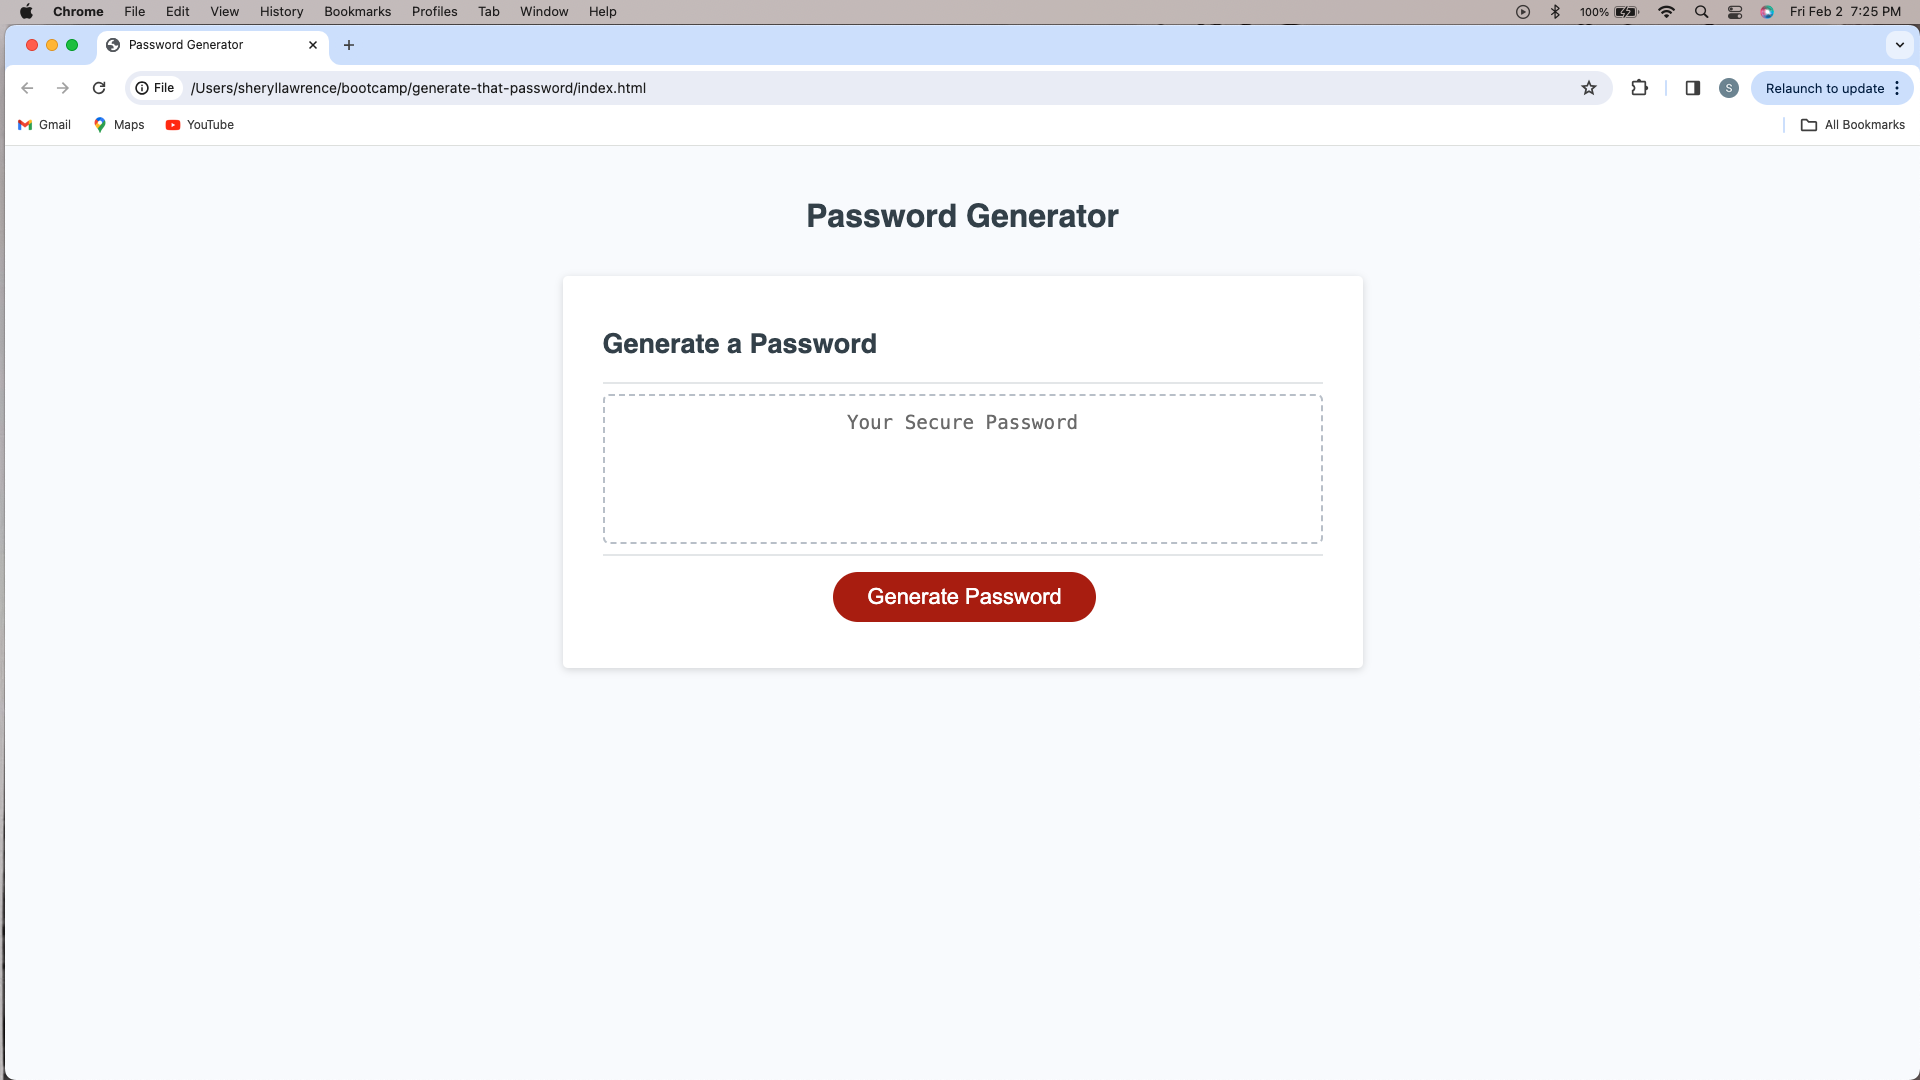 Chrome File Edit View History Bookmarks Profiles Tab Window Help 100% Fri Feb 2 7:25 PM
Password Generator
File /Users/sheryllawrence/bootcamp/generate-that-password/index.html S Relaunch to update
Gmail Maps YouTube All Bookmarks
Password Generator
Generate a Password
Your Secure Password
Generate Password